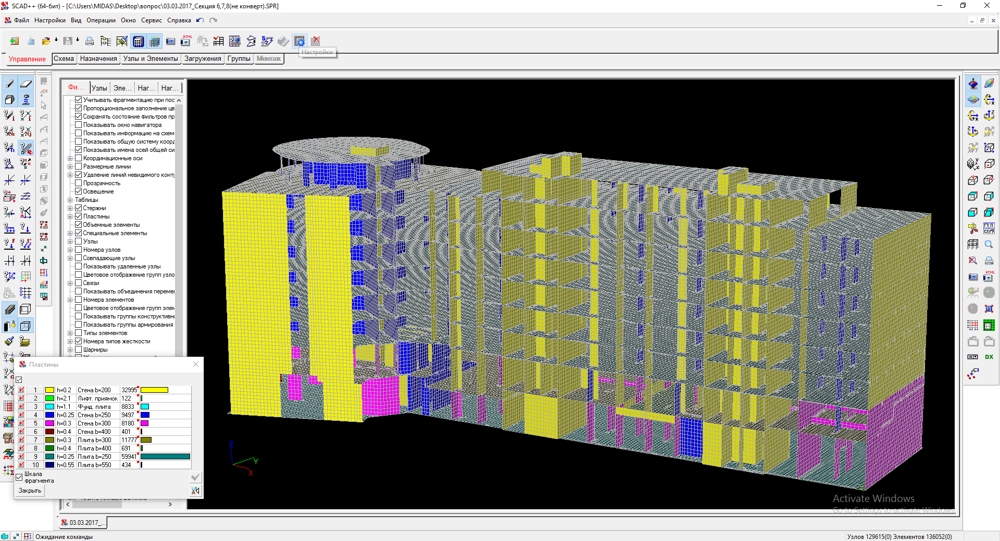 SCAD++ (64-бит) - [C:\Users\MIDAS\Desktop\вопрос\03.03.2017_Секция 6,7,8(не конверт).SPR]
Файл Настройки Вид Операции Окно Сервис Справка
HTML
Настройки
Управление Схема Назначения Узлы и Элементы Загружения Группы Монтаж
Фи... Узлы Эле... Наг... Наг...
Учитывать фрагментацию при пос
Пропорциональное заполнение цв
Сохранять состояние фильтров пр
Показывать окно навигатора
Показывать информацию на схем
Показывать общую систему коорд
Показывать имена осей общей си
Координационные оси
Размерные линии
Удаление линий невидимого конту
Прозрачность
Освещение
Таблицы
Стержни
Пластины
Объемные элементы
Специальные элементы
Узлы
Номера узлов
Совпадающие узлы
Показывать удаленные узлы
Цветовое отображение групп узло
Связи
Показывать объединения перемещ
Номера элементов
Цветовое отображение групп элем
Показывать группы конструктивны
Показывать группы армирования
Типы элементов
Номера типов жесткости
Шарниры
Пластины
1 h=0.2 Стена b=200 32995
2 h=2.1 Лифт. приямок 122
3 h=1.1 Фунд. плита 8833
4 h=0.25 Стена b=250 9497
5 h=0.3 Стена b=300 8180
6 h=0.4 Стена b=400 401
7 h=0.3 Плита b=300 11777
8 h=0.4 Плита b=400 691
9 h=0.25 Плита b=250 59941
10 h=0.55 Плита b=550 434
Шкала
фрагмента
Закрыть
Z
Y
X
HTML
DX
Activate Windows
Go to Settings to activate Windows.
03.03.2017_...
Ожидание команды
Узлов 129615(0) Элементов 136052(0)